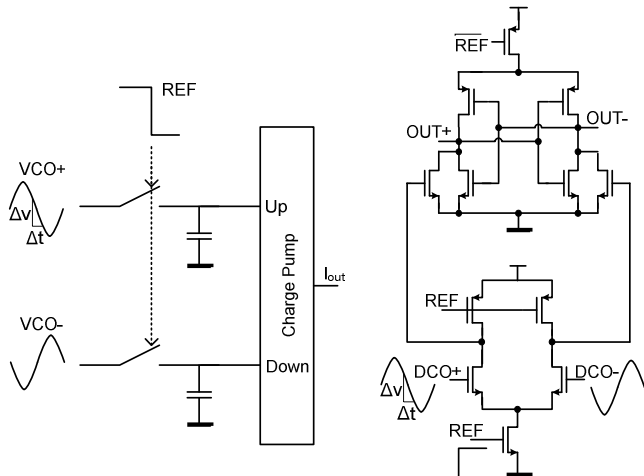 REF
VCO+
Δv
Δt
VCO-
Up
Down
Charge Pump
Iout
REF
OUT+
OUT-
REF
DCO+
DCO-
Δv
Δt
REF